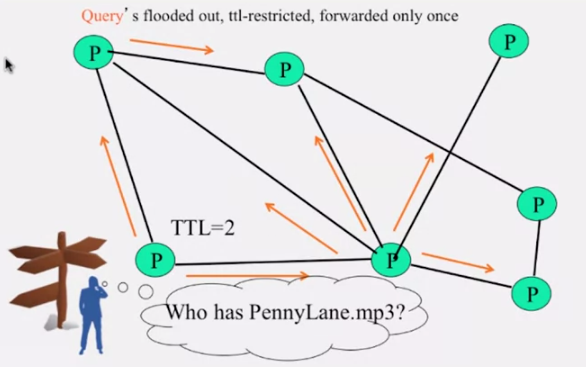 Query's flooded out, ttl-restricted, forwarded only once
P
P
P
P
TTL=2
P
P
P
Who has PennyLane.mp3?